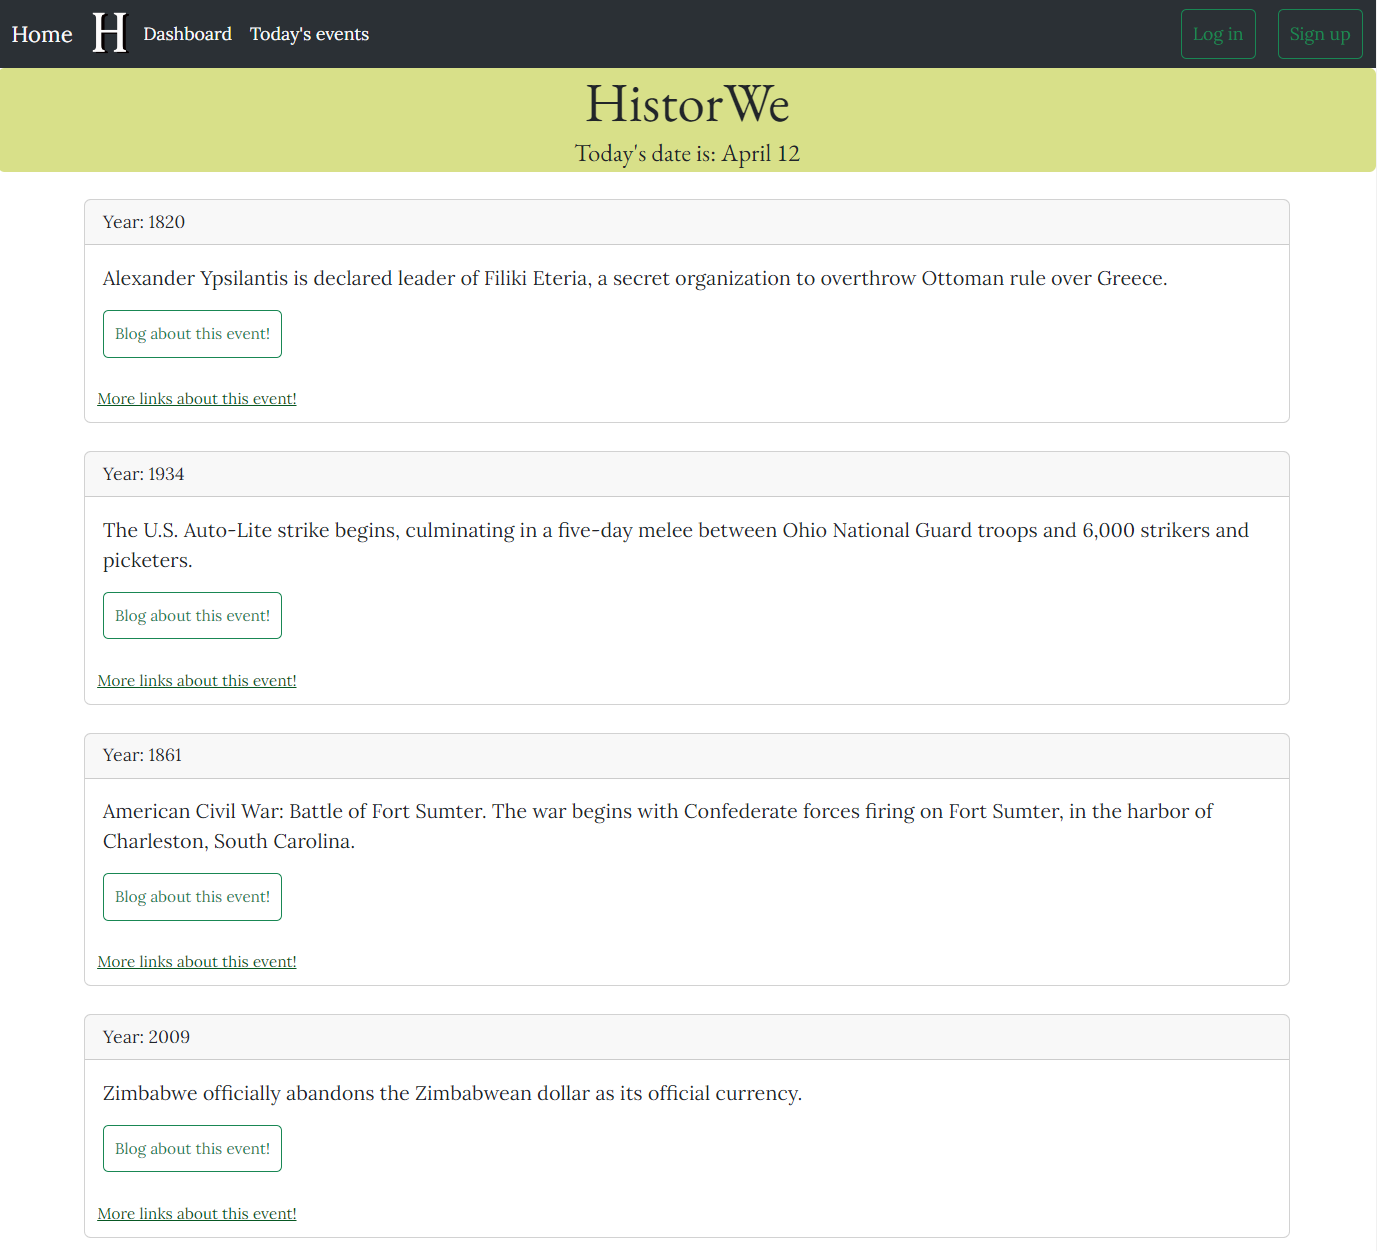 Home H Dashboard Today's events Log in Sign up
HistorWe
Today's date is: April 12
Year: 1820
Alexander Ypsilantis is declared leader of Filiki Eteria, a secret organization to overthrow Ottoman rule over Greece.
Blog about this event!
More links about this event!
Year: 1934
The U.S. Auto-Lite strike begins, culminating in a five-day melee between Ohio National Guard troops and 6,000 strikers and
picketers.
Blog about this event!
More links about this event!
Year: 1861
American Civil War: Battle of Fort Sumter. The war begins with Confederate forces firing on Fort Sumter, in the harbor of
Charleston, South Carolina.
Blog about this event!
More links about this event!
Year: 2009
Zimbabwe officially abandons the Zimbabwean dollar as its official currency.
Blog about this event!
More links about this event!